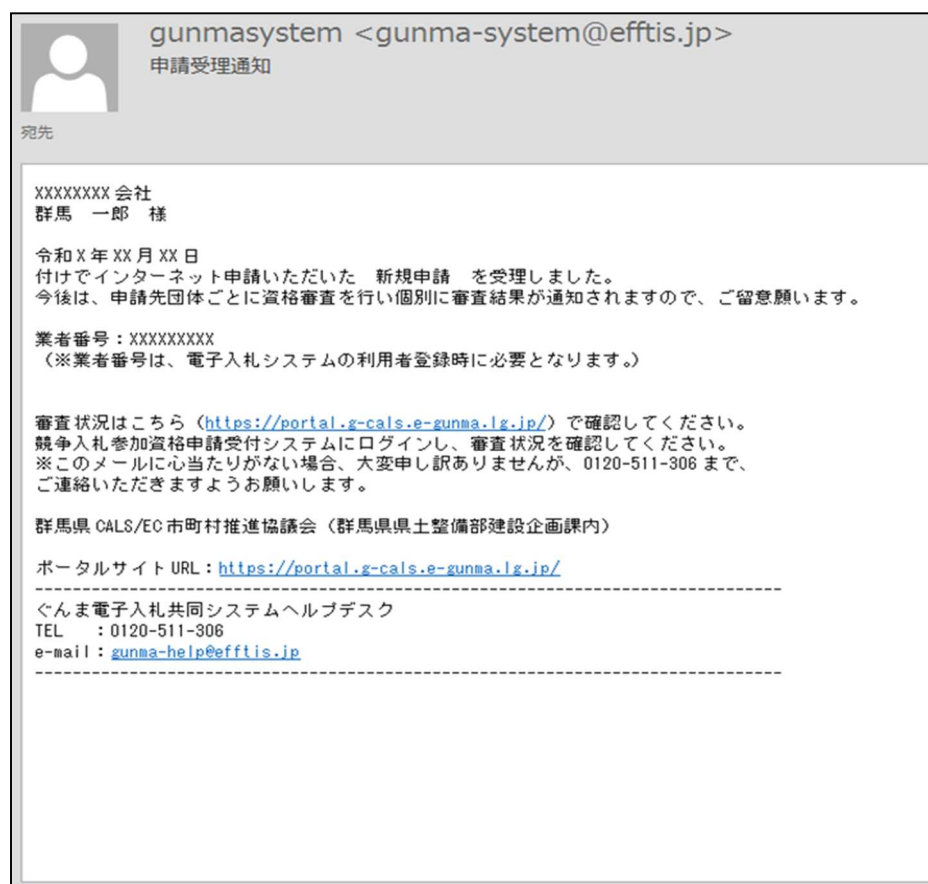 gunmasystem <gunma-system@efftis.jp>
申請受理通知
宛先
XXXXXXXX 会社
群馬　一郎　様
令和 X 年 XX 月 XX 日
付けでインターネット申請いただいた　新規申請　を受理しました。
今後は、申請先団体ごとに資格審査を行い個別に審査結果が通知されますので、ご留意願います。
業者番号：XXXXXXXXX
（※業者番号は、電子入札システムの利用者登録時に必要となります。）
審査状況はこちら（https://portal.g-cals.e-gunma.lg.jp/）で確認してください。
競争入札参加資格申請受付システムにログインし、審査状況を確認してください。
※このメールに心当たりがない場合、大変申し訳ありませんが、0120-511-306 まで、
ご連絡いただきますようお願いします。
群馬県 CALS/EC 市町村推進協議会（群馬県県土整備部建設企画課内）
ポータルサイト URL：https://portal.g-cals.e-gunma.lg.jp/
-------------------------------------------------------------------------------
ぐんま電子入札共同システムヘルプデスク
TEL　　：0120-511-306
e-mail：gunma-help@efftis.jp
-------------------------------------------------------------------------------